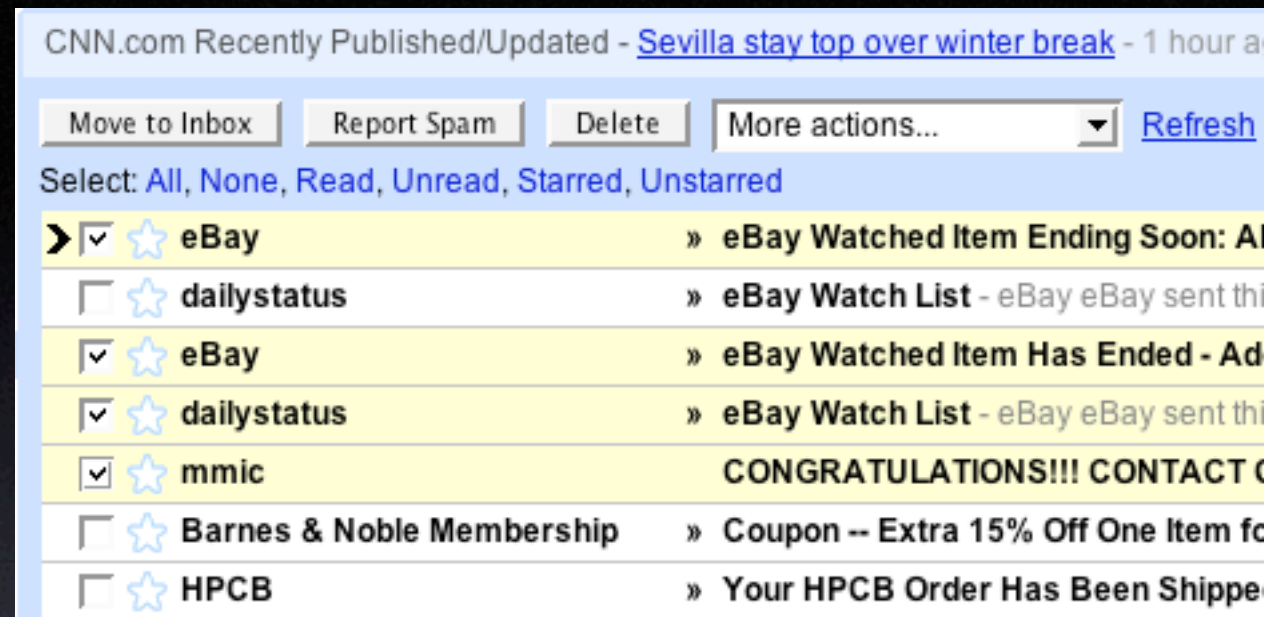 CNN.com Recently Published/Updated - Sevilla stay top over winter break - 1 hour
Move to Inbox Report Spam Delete More actions... Refresh
Select: All, None, Read, Unread, Starred, Unstarred
eBay » eBay Watched Item Ending Soon:
dailystatus » eBay Watch List - eBay eBay sent
eBay » eBay Watched Item Has Ended -
dailystatus » eBay Watch List - eBay eBay sent
mmic CONGRATULATIONS!!! CONTACT
Barnes & Noble Membership » Coupon -- Extra 15% Off One Item
HPCB » Your HPCB Order Has Been